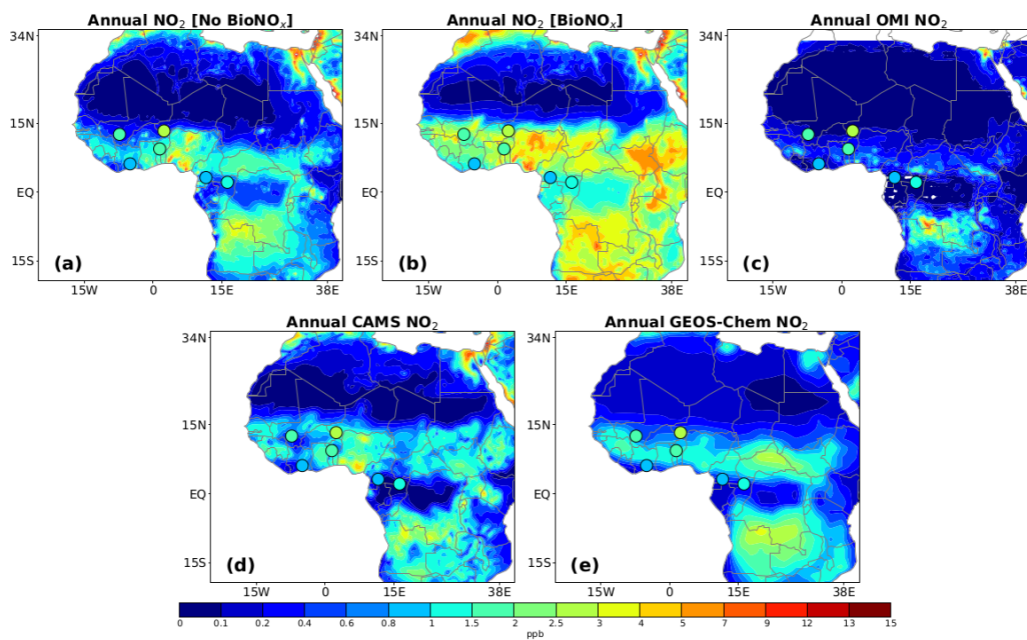 Annual NO₂ [No BioNOₓ]
Annual NO₂ [BioNOₓ]
Annual OMI NO₂
34N
15N
EQ
15S
(a)
15W 0 15E 38E
34N
15N
EQ
15S
(b)
15W 0 15E 38E
34N
15N
EQ
15S
(c)
15W 0 15E 38E
Annual CAMS NO₂
Annual GEOS-Chem NO₂
34N
15N
EQ
15S
(d)
15W 0 15E 38E
34N
15N
EQ
15S
(e)
15W 0 15E 38E
0 0.1 0.2 0.4 0.6 0.8 1 1.5 2 2.5 3 4 5 7 9 12 13 15
ppb